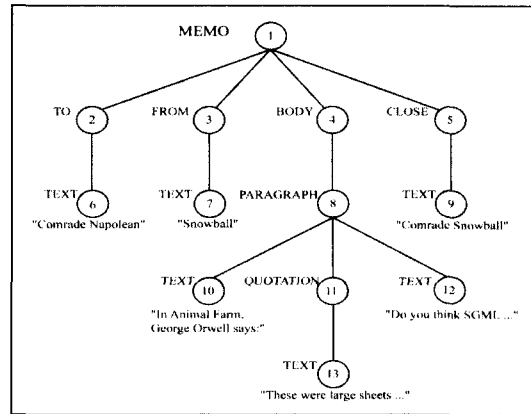 MEMO 1
TO 2 FROM 3 BODY 4 CLOSE 5
TEXT 6 TEXT 7 PARAGRAPH 8 TEXT 9
"Comrade Napolean" "Snowball" "Comrade Snowball"
TEXT 10 QUOTATION 11 TEXT 12
"In Animal Farm, "Do you think SGML ..."
George Orwell says:"
TEXT 13
"These were large sheets ..."